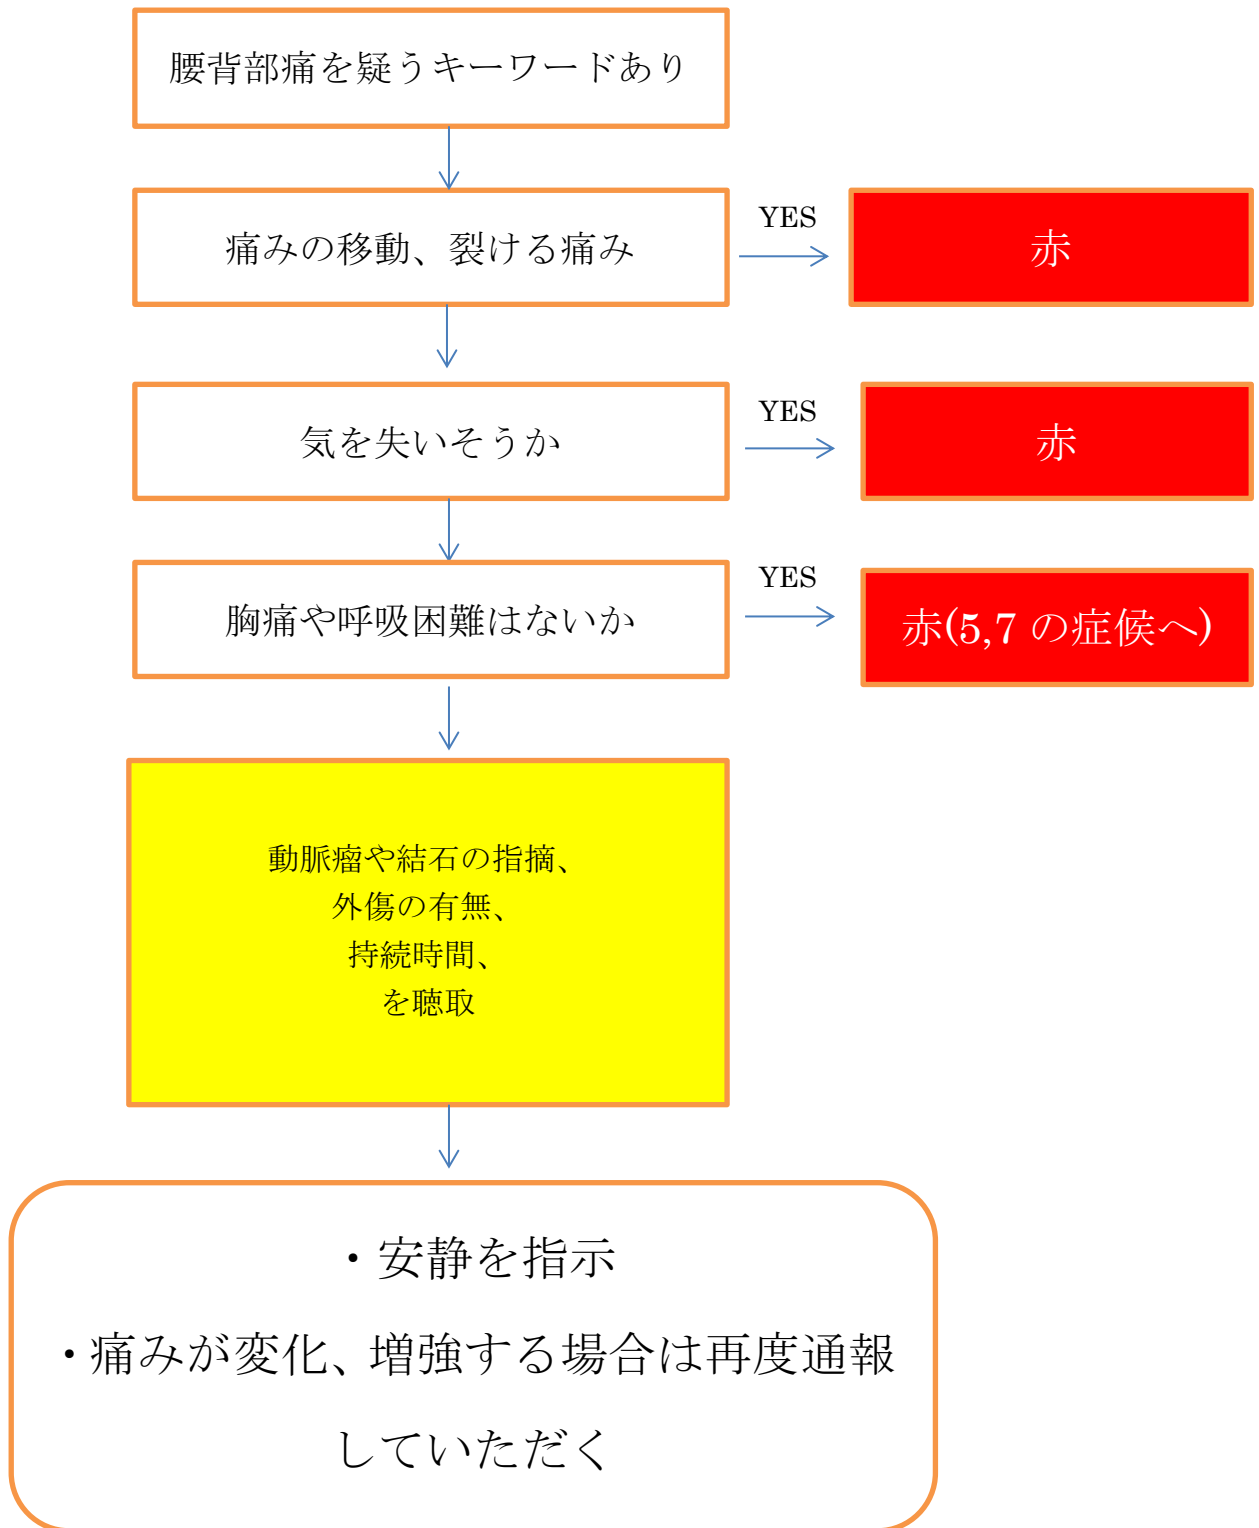 腰背部痛を疑うキーワードあり
痛みの移動、裂ける痛み
YES
赤
気を失いそうか
YES
赤
胸痛や呼吸困難はないか
YES
赤(5,7 の症候へ)
動脈瘤や結石の指摘、
外傷の有無、
持続時間、
を聴取
・安静を指示
・痛みが変化、増強する場合は再度通報
していただく